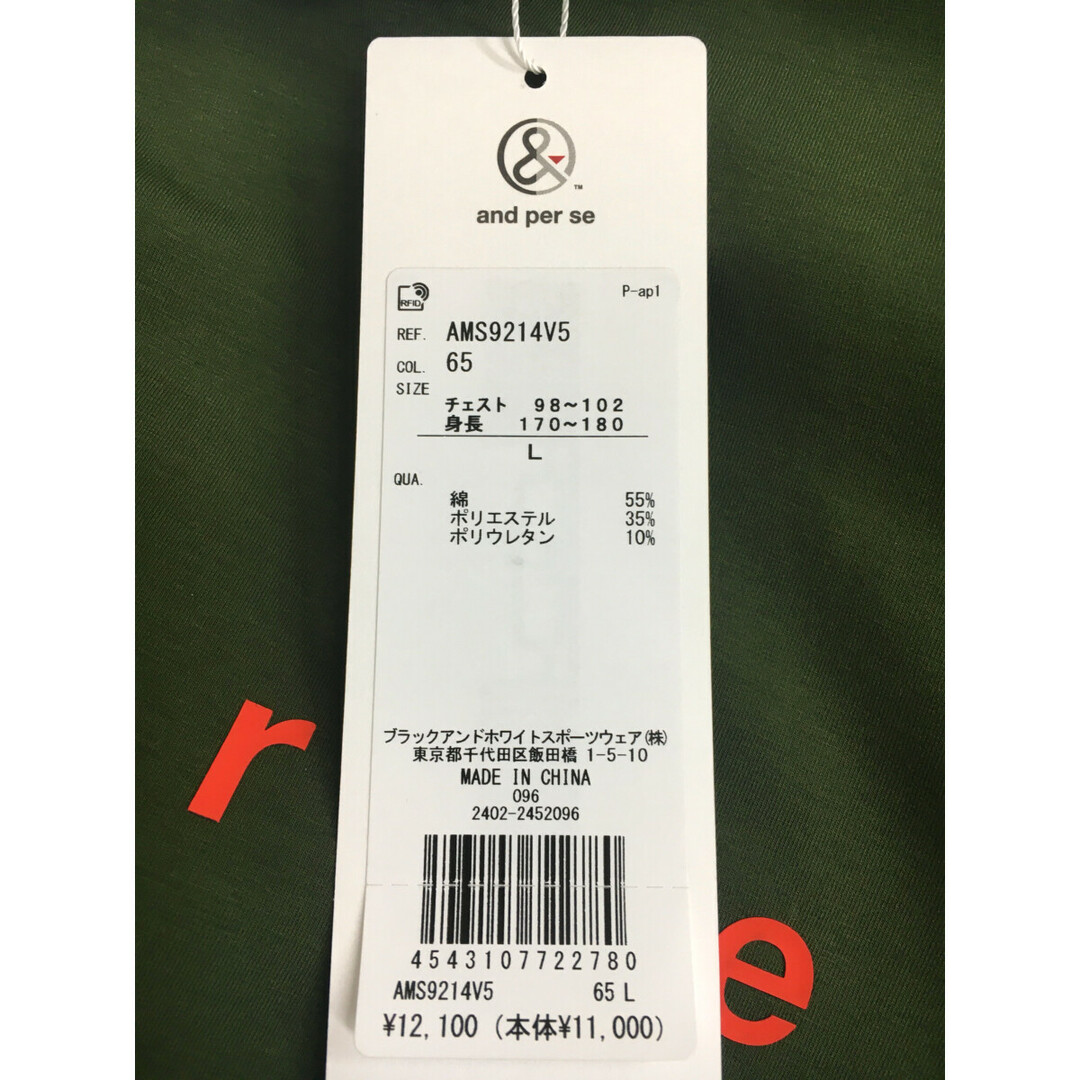 &
TM
and per se
RFID
P-ap1
REF. AMS9214V5
COL. 65
SIZE
チェスト 98~102
身長 170~180
L
QUA.
綿 55%
ポリエステル 35%
ポリウレタン 10%
ブラックアンドホワイトスポーツウェア(株)
東京都千代田区飯田橋 1-5-10
MADE IN CHINA
096
2402-2452096
4543107722780
AMS9214V5 65 L
¥12,100 (本体¥11,000)
r
e